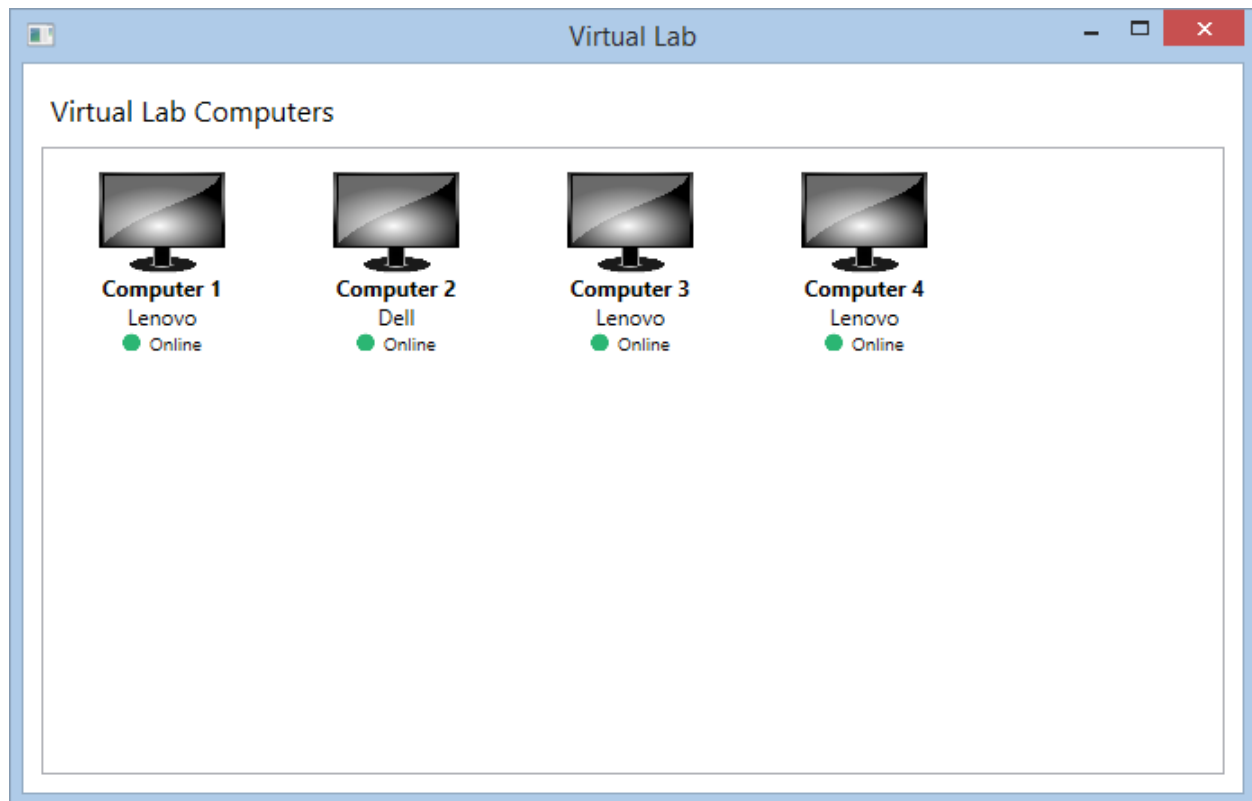 Virtual Lab
Virtual Lab Computers
Computer 1 Computer 2 Computer 3 Computer 4
Lenovo Dell Lenovo Lenovo
Online Online Online Online